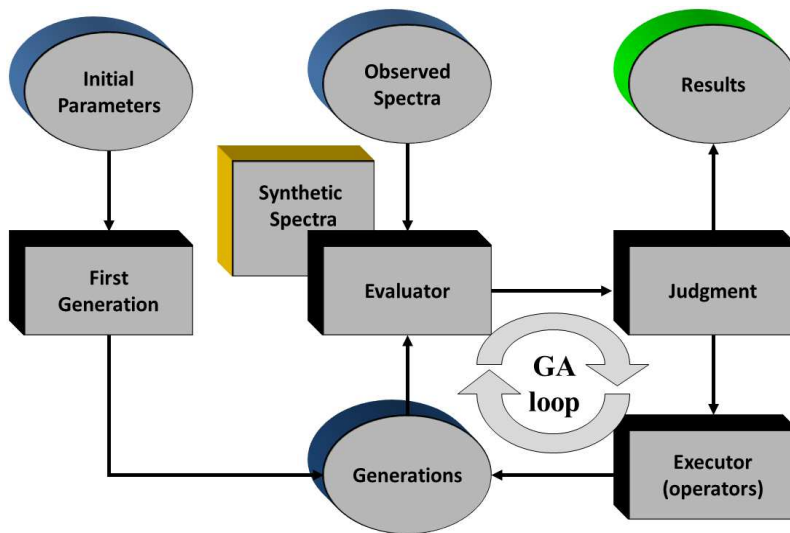 Initial
Parameters
Observed
Spectra
Results
Synthetic
Spectra
First
Generation
Evaluator
Judgment
GA
loop
Generations
Executor
(operators)